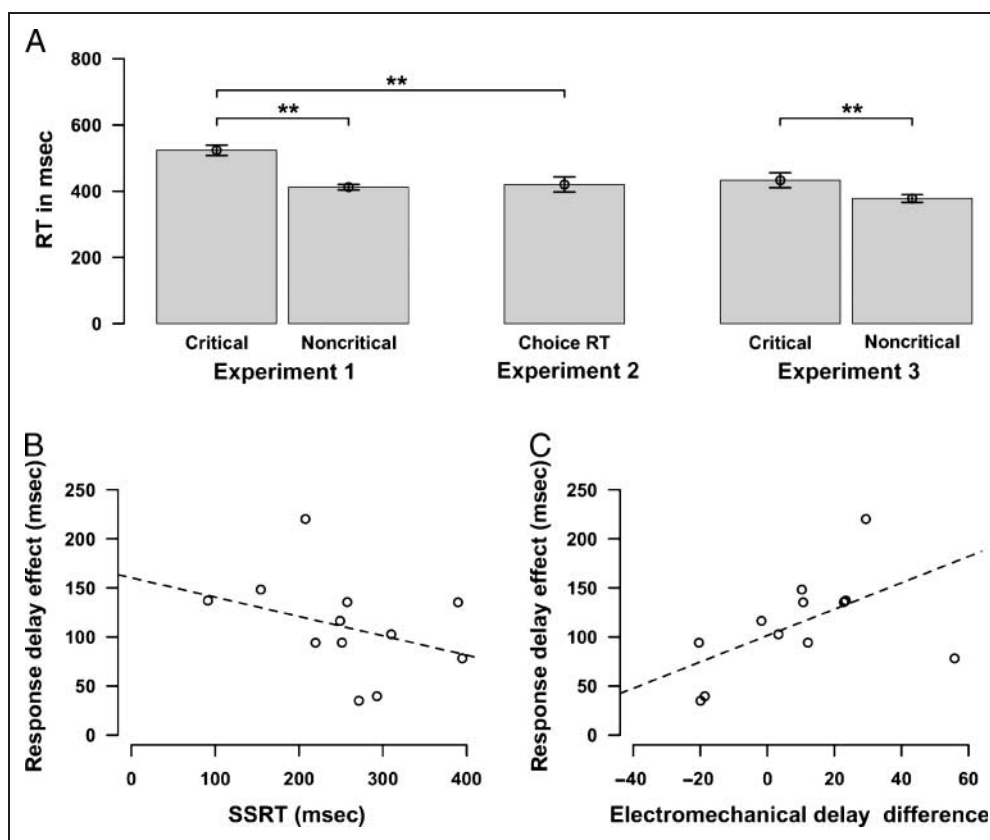 A
800
600
400
200
0
RT in msec
**
**
**
Critical Noncritical Choice RT Critical Noncritical
Experiment 1 Experiment 2 Experiment 3
B
Response delay effect (msec)
250
200
150
100
50
0
0 100 200 300 400
SSRT (msec)
C
Response delay effect (msec)
250
200
150
100
50
0
−40 −20 0 20 40 60
Electromechanical delay difference